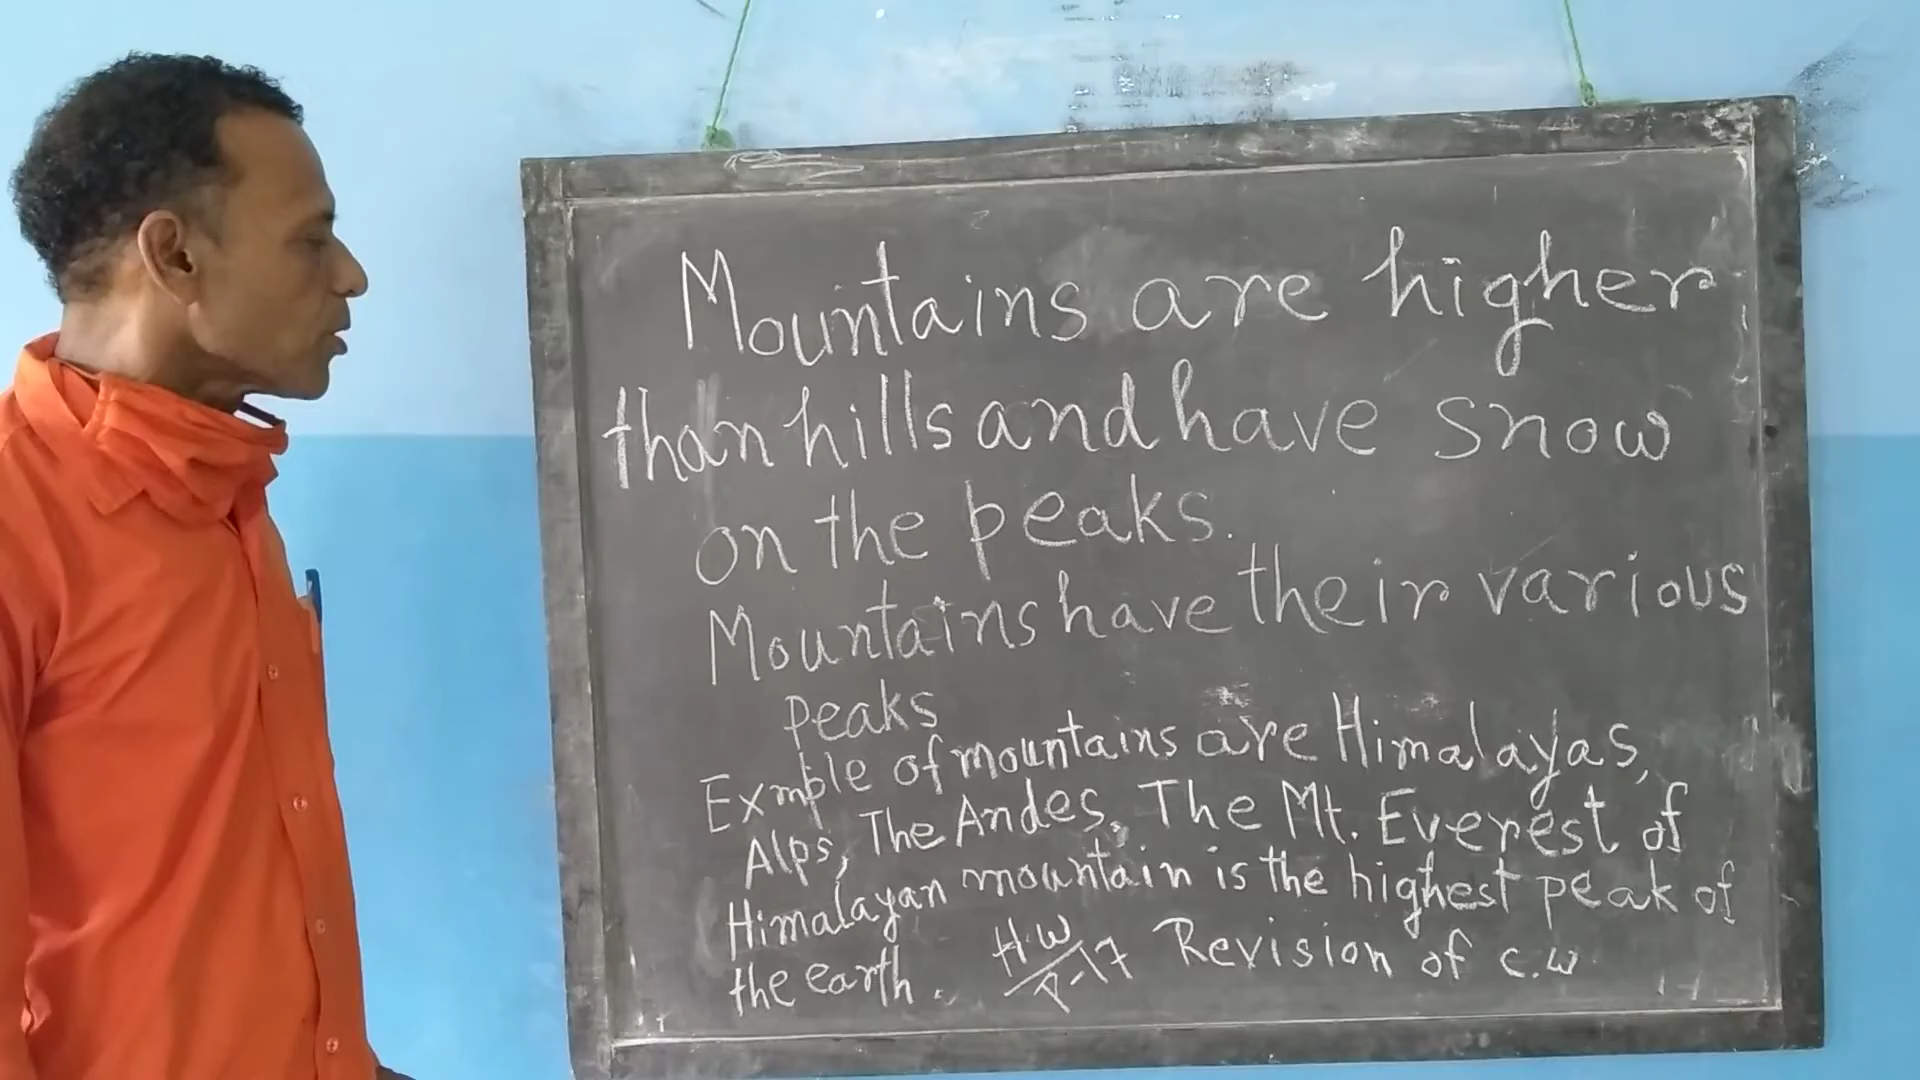 Mountains are higher
than hills and have snow
on the peaks.
Mountains have their various
peaks
Exmple of mountains are Himalayas,
Alps, The Andes, The Mt. Everest of
Himalayan mountain is the highest peak of
the earth. H.W P-17 Revision of c.w